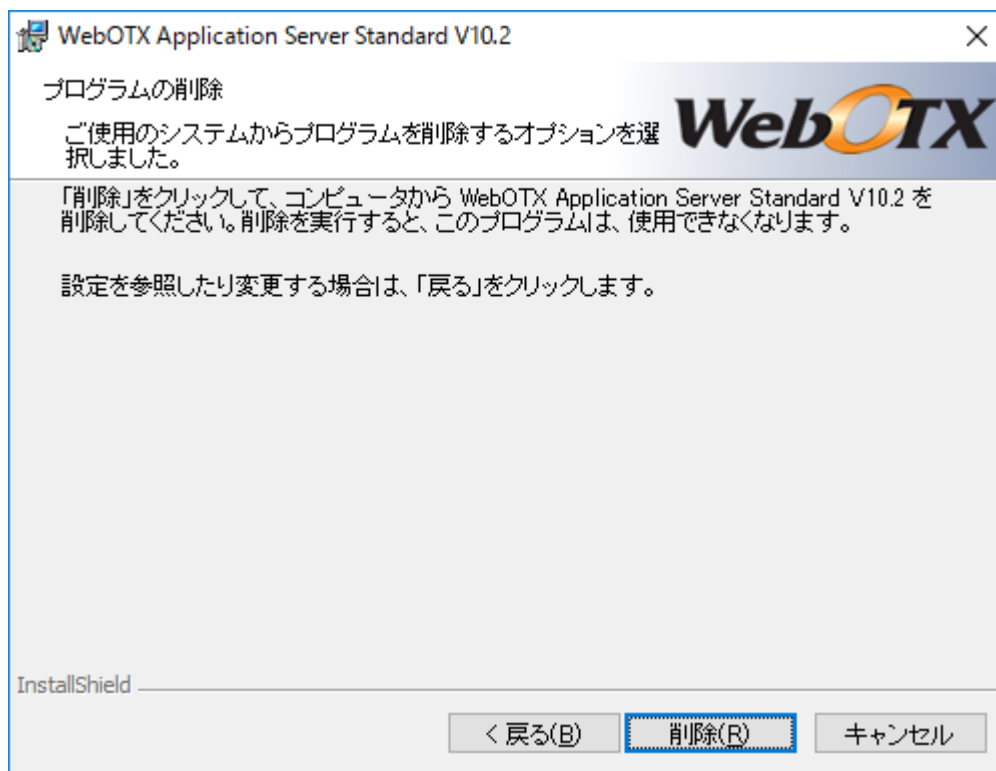 WebOTX Application Server Standard V10.2
プログラムの削除
ご使用のシステムからプログラムを削除するオプションを選
択しました。
WebOTX
「削除」をクリックして、コンピュータから WebOTX Application Server Standard V10.2 を
削除してください。削除を実行すると、このプログラムは、使用できなくなります。
設定を参照したり変更する場合は、「戻る」をクリックします。
InstallShield
< 戻る(B)
削除(R)
キャンセル